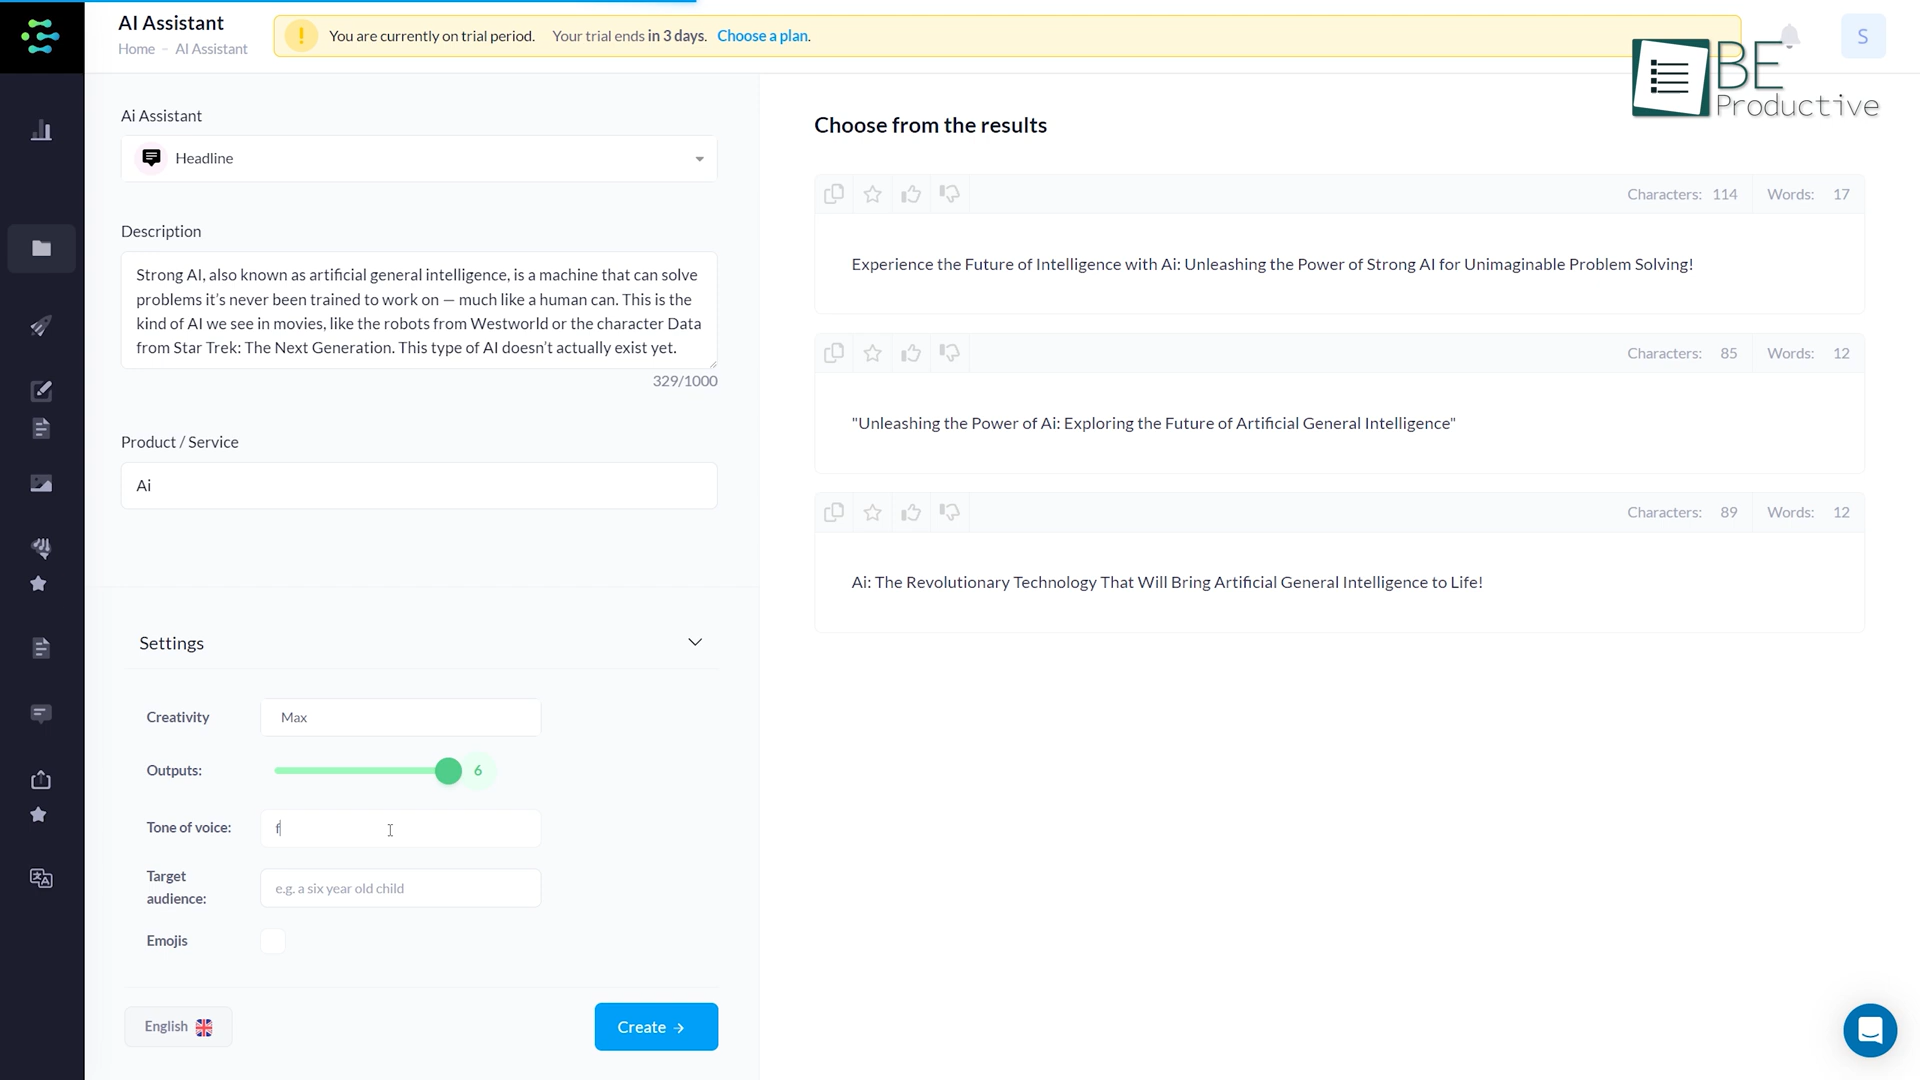 AI Assistant
Home – AI Assistant
! You are currently on trial period. Your trial ends in 3 days. Choose a plan.
S
BE
Productive
Ai Assistant
Headline
Description
Strong AI, also known as artificial general intelligence, is a machine that can solve
problems it's never been trained to work on — much like a human can. This is the
kind of AI we see in movies, like the robots from Westworld or the character Data
from Star Trek: The Next Generation. This type of AI doesn't actually exist yet.
329/1000
Product / Service
Ai
Settings
Creativity Max
Outputs: 6
Tone of voice: f
Target
audience:
e.g. a six year old child
Emojis
English
Create →
Choose from the results
Characters: 114 Words: 17
Experience the Future of Intelligence with Ai: Unleashing the Power of Strong AI for Unimaginable Problem Solving!
Characters: 85 Words: 12
"Unleashing the Power of Ai: Exploring the Future of Artificial General Intelligence"
Characters: 89 Words: 12
Ai: The Revolutionary Technology That Will Bring Artificial General Intelligence to Life!